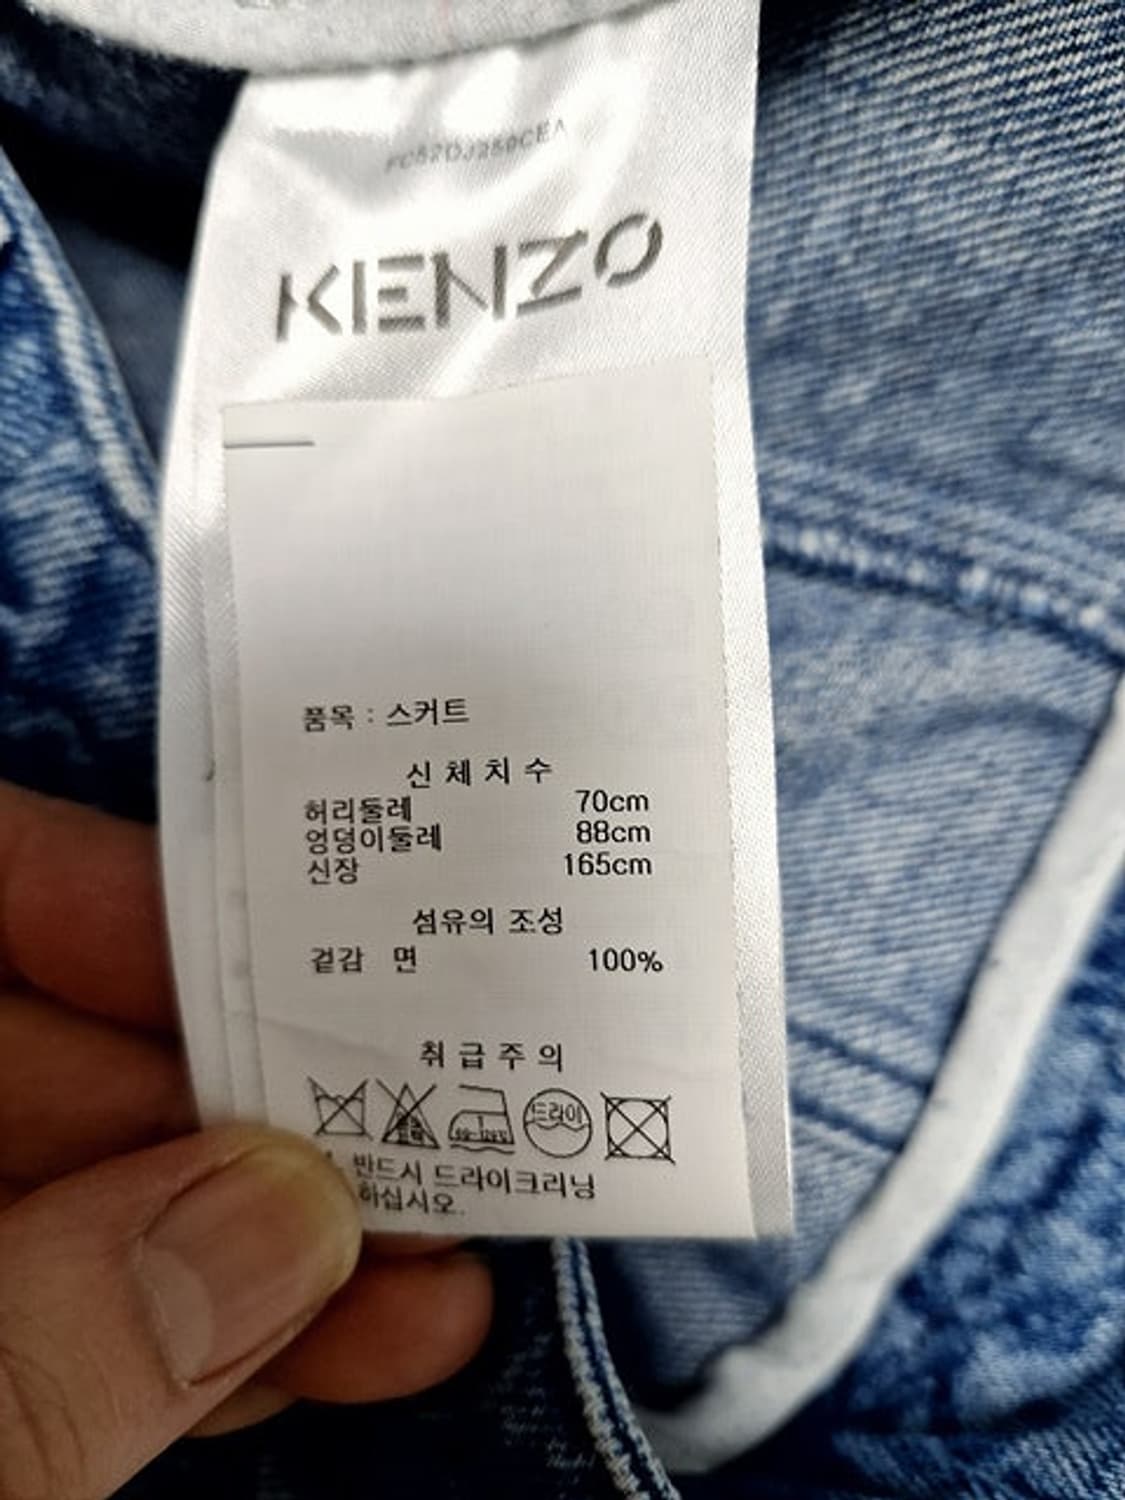 KENZO
품목 : 스커트
신체치수
허리둘레 70cm
엉덩이둘레 88cm
신장 165cm
섬유의 조성
겉감 면 100%
취급주의
드라이
반드시 드라이크리닝
하십시오.